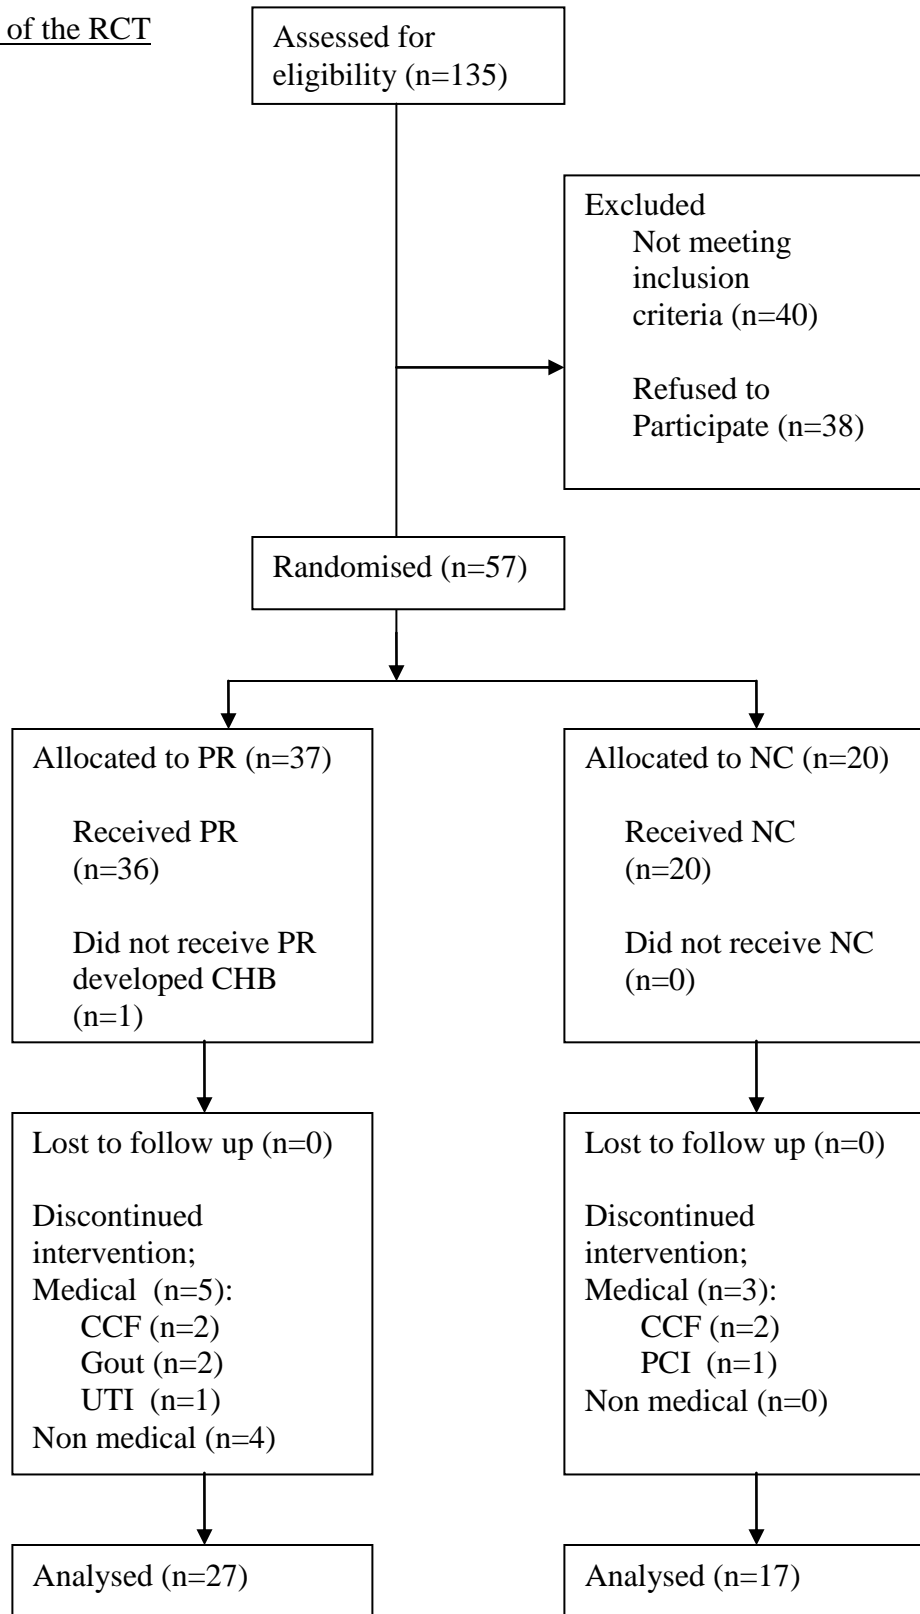 of the RCT
Assessed for
eligibility (n=135)
Excluded
Not meeting
inclusion
criteria (n=40)
Refused to
Participate (n=38)
Randomised (n=57)
Allocated to PR (n=37)
Received PR
(n=36)
Did not receive PR
developed CHB
(n=1)
Allocated to NC (n=20)
Received NC
(n=20)
Did not receive NC
(n=0)
Lost to follow up (n=0)
Discontinued
intervention;
Medical  (n=5):
CCF (n=2)
Gout (n=2)
UTI  (n=1)
Non medical (n=4)
Lost to follow up (n=0)
Discontinued
intervention;
Medical (n=3):
CCF (n=2)
PCI  (n=1)
Non medical (n=0)
Analysed (n=27)
Analysed (n=17)